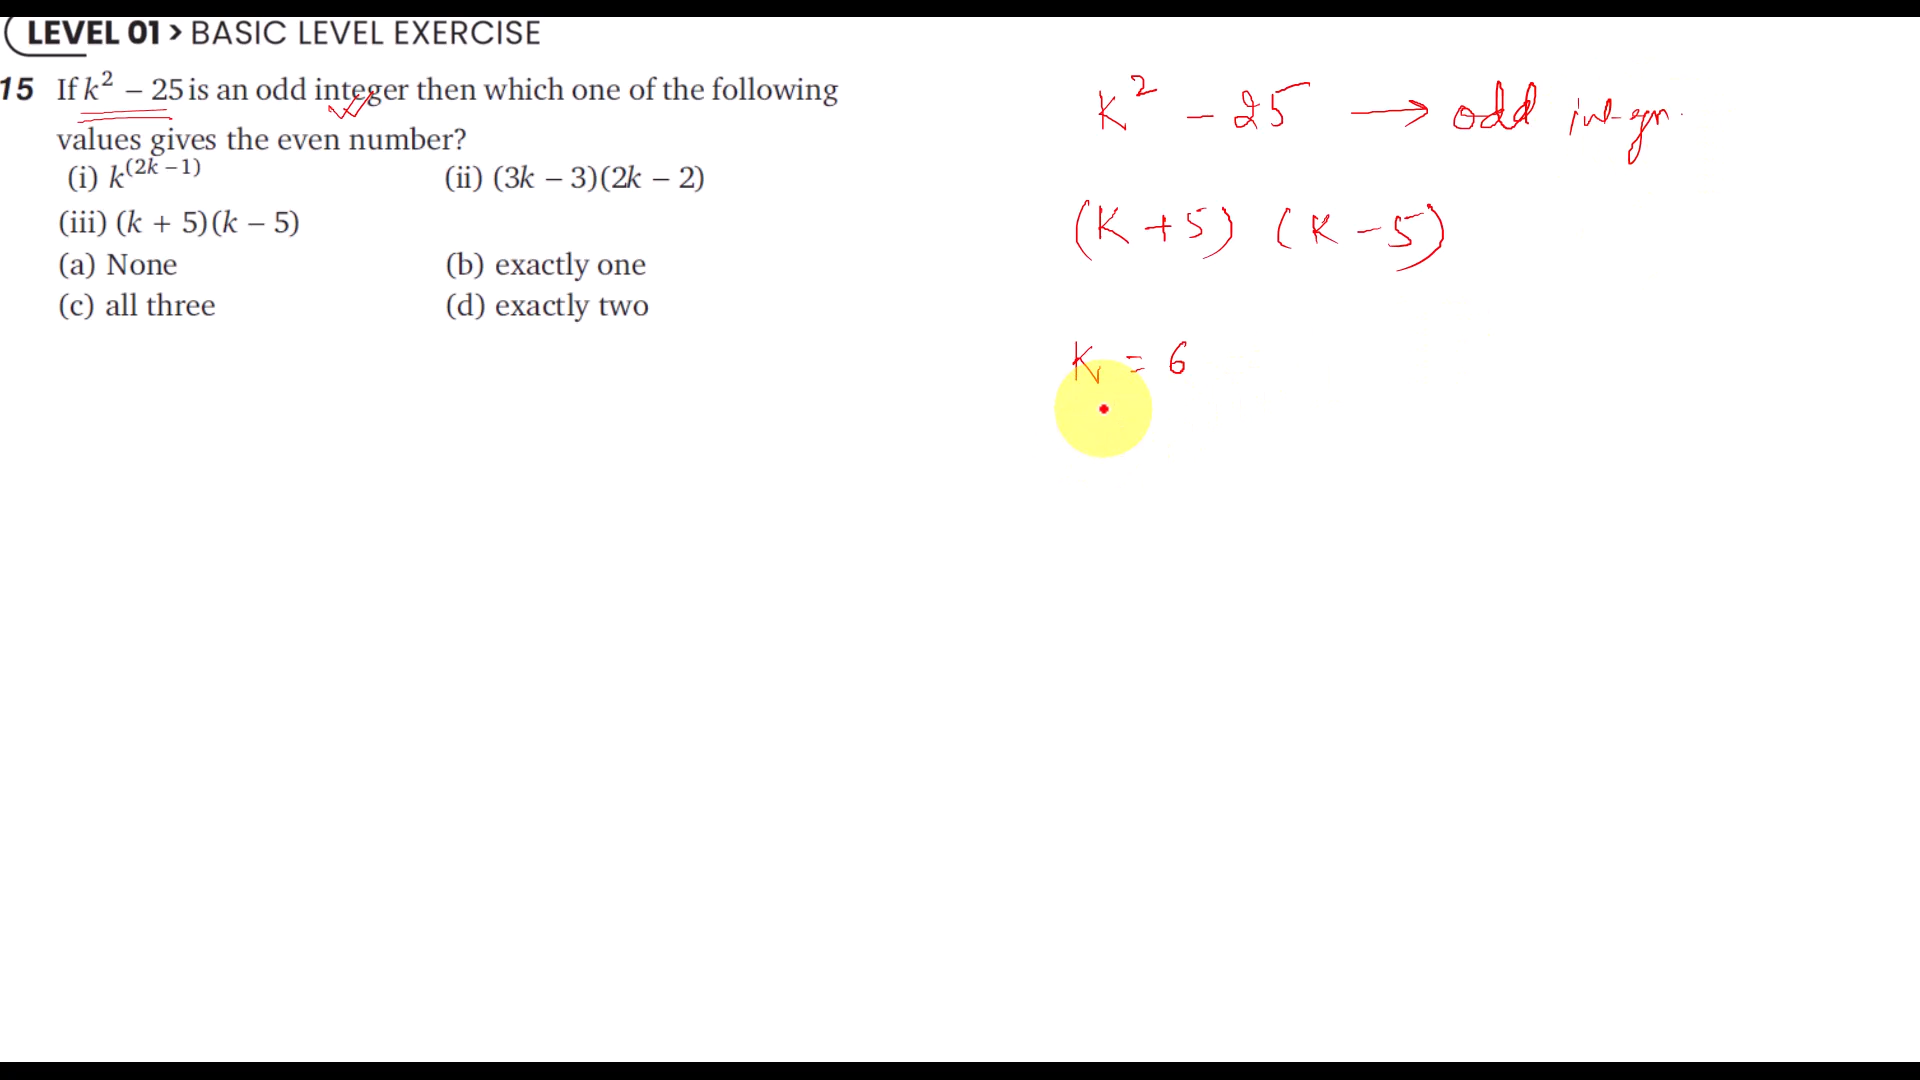 LEVEL 01 > BASIC LEVEL EXERCISE
15 If k² − 25 is an odd integer then which one of the following
values gives the even number?
(i) k^(2k − 1) (ii) (3k − 3)(2k − 2)
(iii) (k + 5)(k − 5)
(a) None (b) exactly one
(c) all three (d) exactly two
K² − 25 → odd
(K + 5) (K − 5)
K = 6